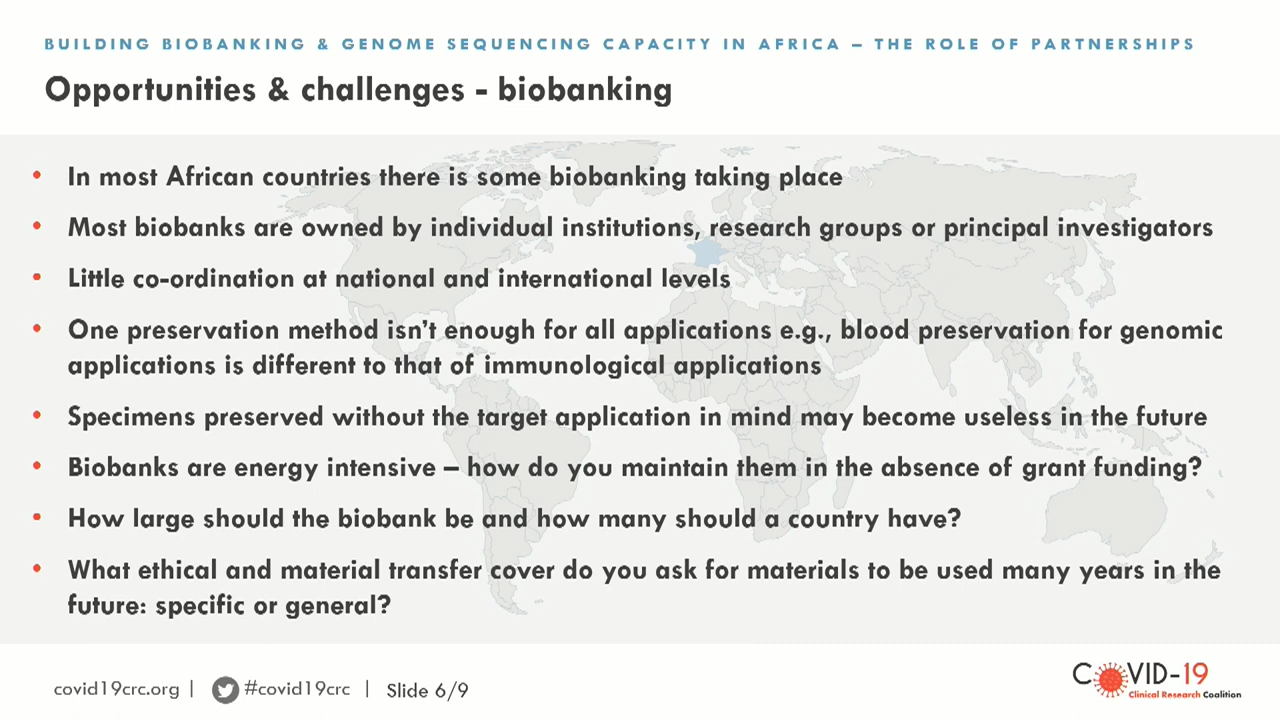 BUILDING BIOBANKING & GENOME SEQUENCING CAPACITY IN AFRICA – THE ROLE OF PARTNERSHIPS
Opportunities & challenges - biobanking
• In most African countries there is some biobanking taking place
• Most biobanks are owned by individual institutions, research groups or principal investigators
• Little co-ordination at national and international levels
• One preservation method isn't enough for all applications e.g., blood preservation for genomic
applications is different to that of immunological applications
• Specimens preserved without the target application in mind may become useless in the future
• Biobanks are energy intensive – how do you maintain them in the absence of grant funding?
• How large should the biobank be and how many should a country have?
• What ethical and material transfer cover do you ask for materials to be used many years in the
future: specific or general?
covid19crc.org | #covid19crc | Slide 6/9
COVID-19
Clinical Research Coalition